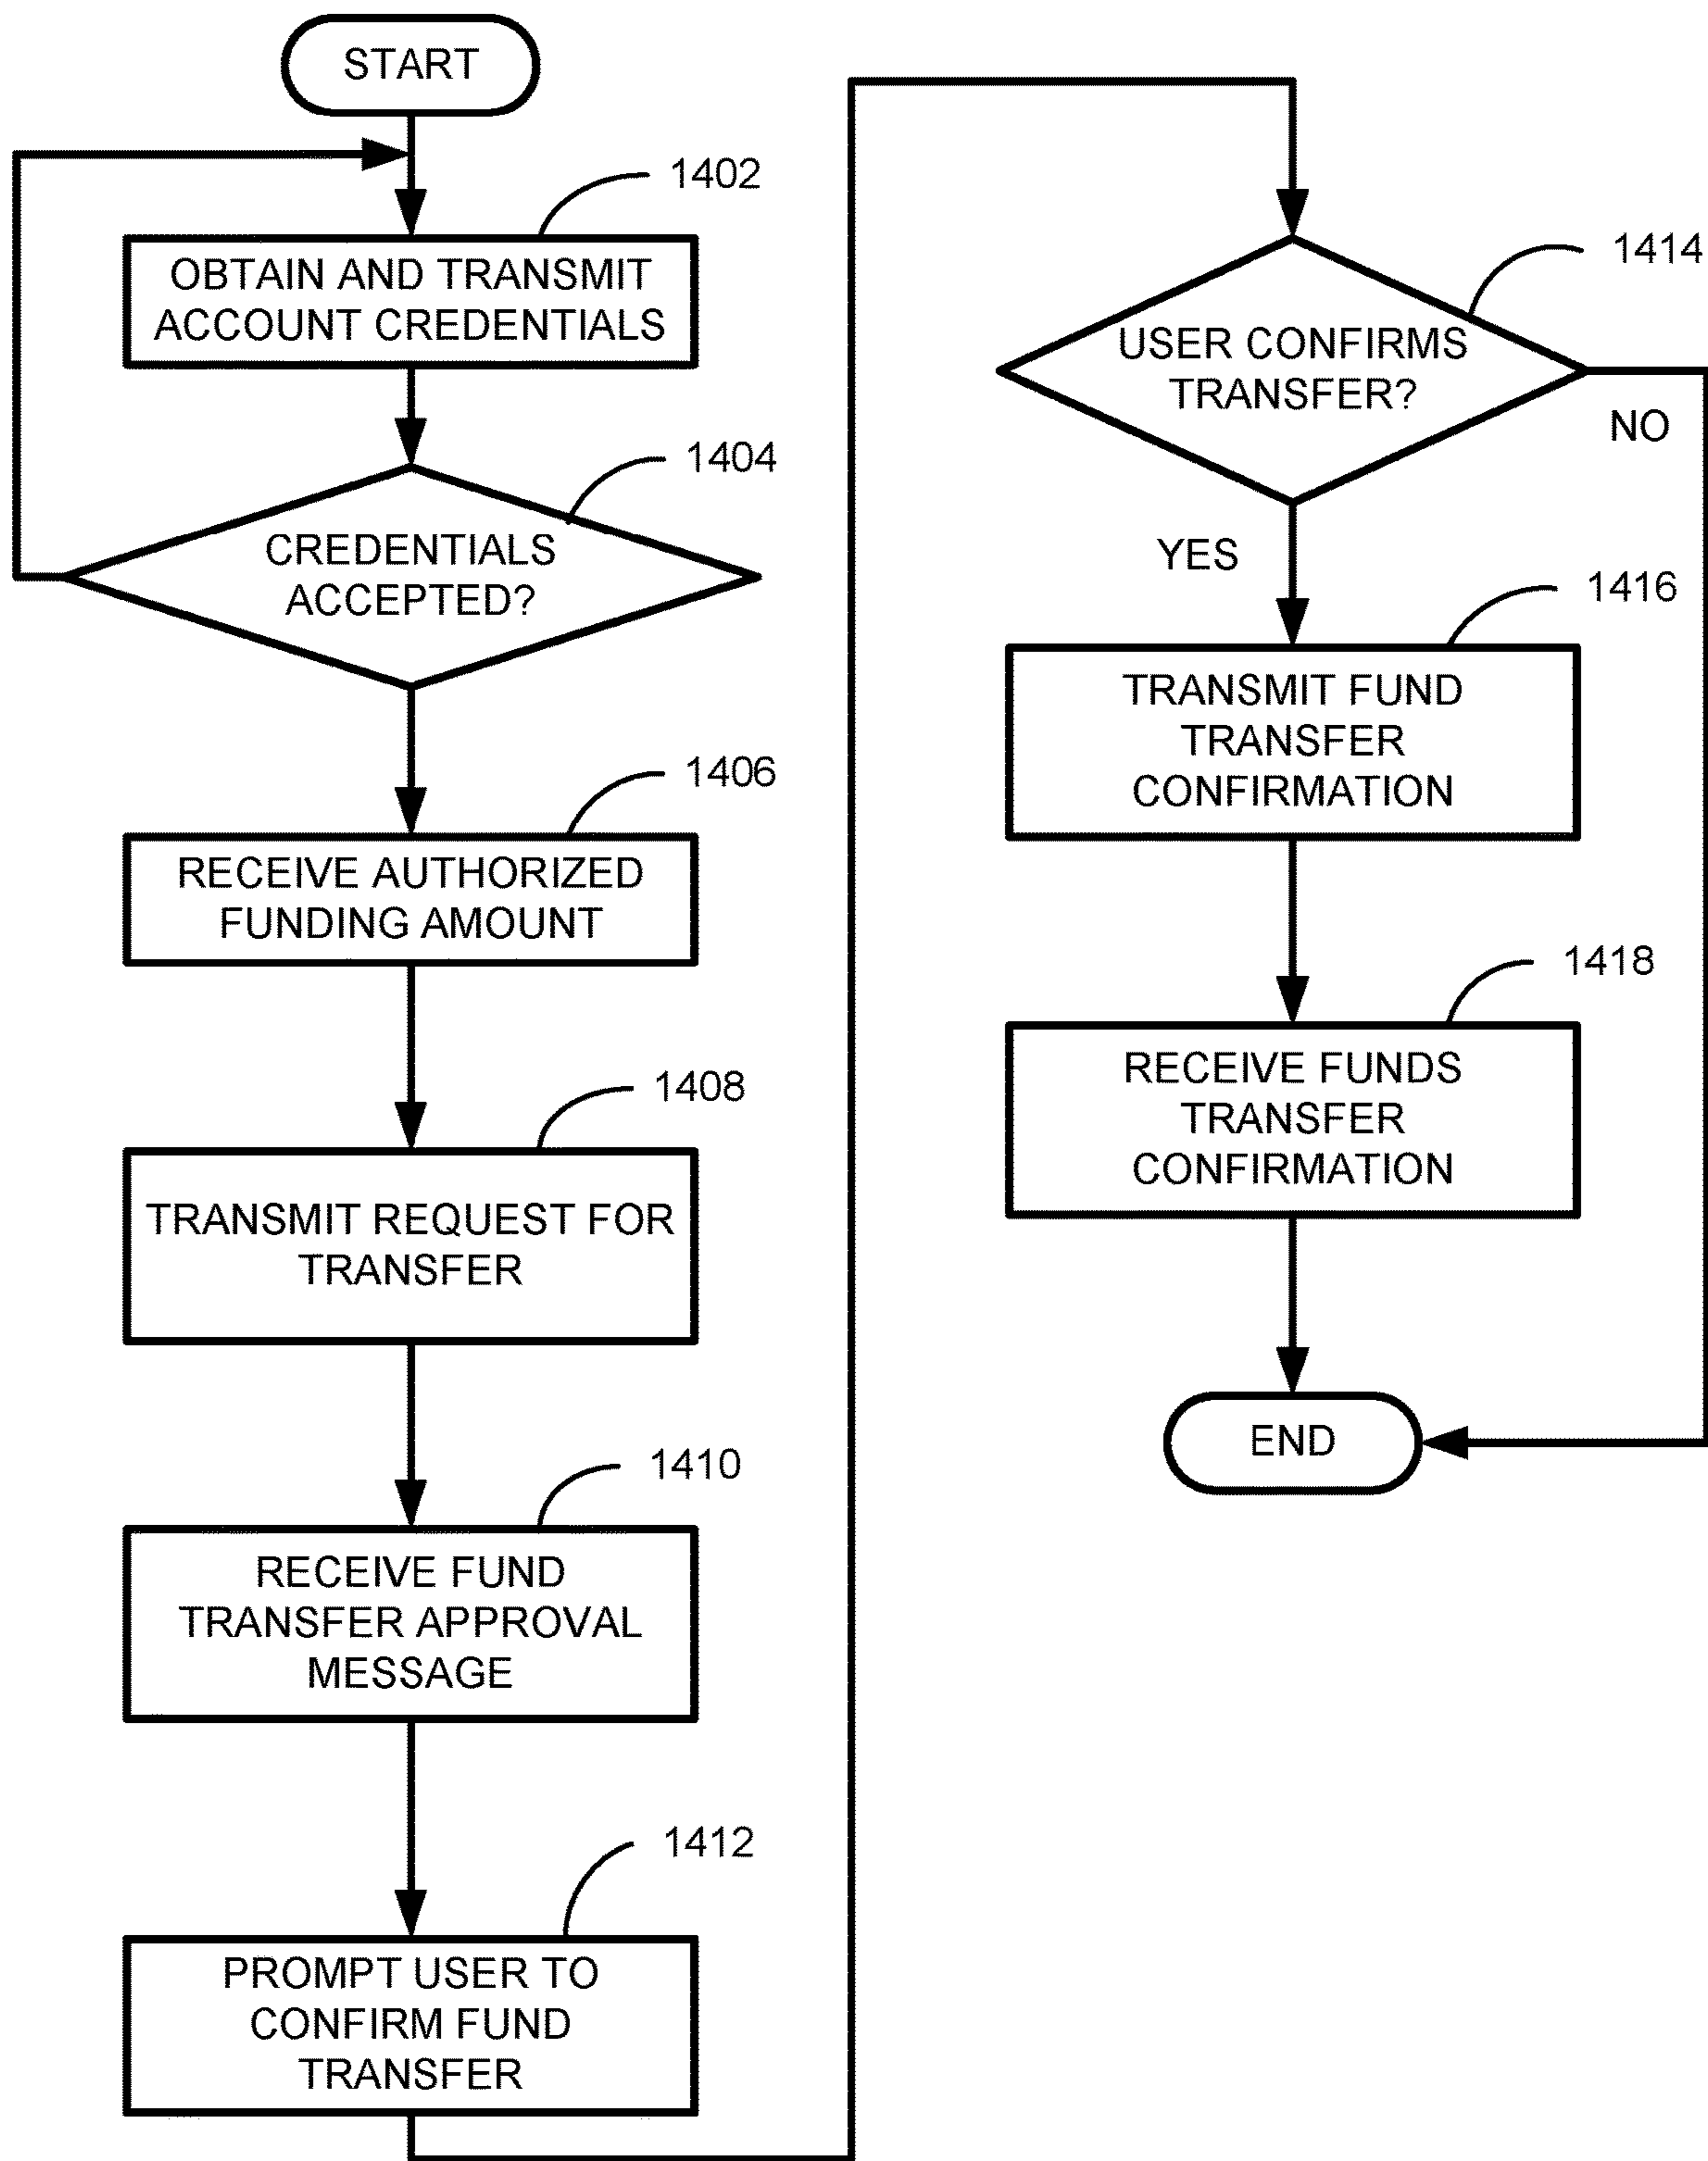 START
1402
OBTAIN AND TRANSMIT
ACCOUNT CREDENTIALS
1404
CREDENTIALS
ACCEPTED?
1406
RECEIVE AUTHORIZED
FUNDING AMOUNT
1408
TRANSMIT REQUEST FOR
TRANSFER
1410
RECEIVE FUND
TRANSFER APPROVAL
MESSAGE
1412
PROMPT USER TO
CONFIRM FUND
TRANSFER
1414
USER CONFIRMS
TRANSFER?
NO
YES
1416
TRANSMIT FUND
TRANSFER
CONFIRMATION
1418
RECEIVE FUNDS
TRANSFER
CONFIRMATION
END